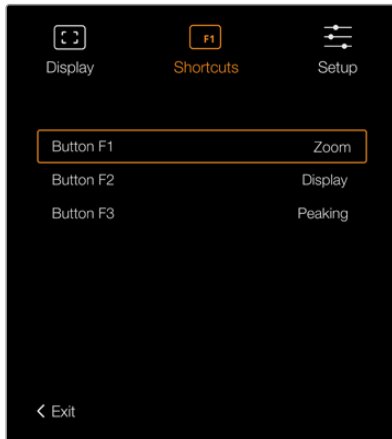 F1
Display Shortcuts Setup
Button F1 Zoom
Button F2 Display
Button F3 Peaking
Exit